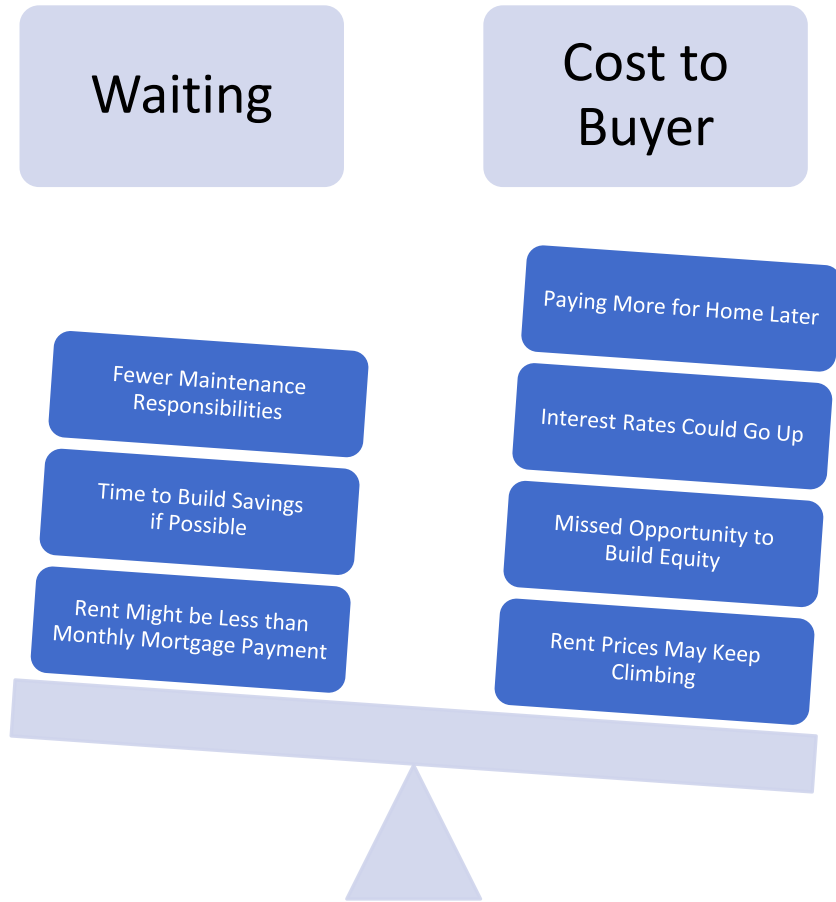 Waiting
Cost to
Buyer
Fewer Maintenance
Responsibilities
Time to Build Savings
if Possible
Rent Might be Less than
Monthly Mortgage Payment
Paying More for Home Later
Interest Rates Could Go Up
Missed Opportunity to
Build Equity
Rent Prices May Keep
Climbing